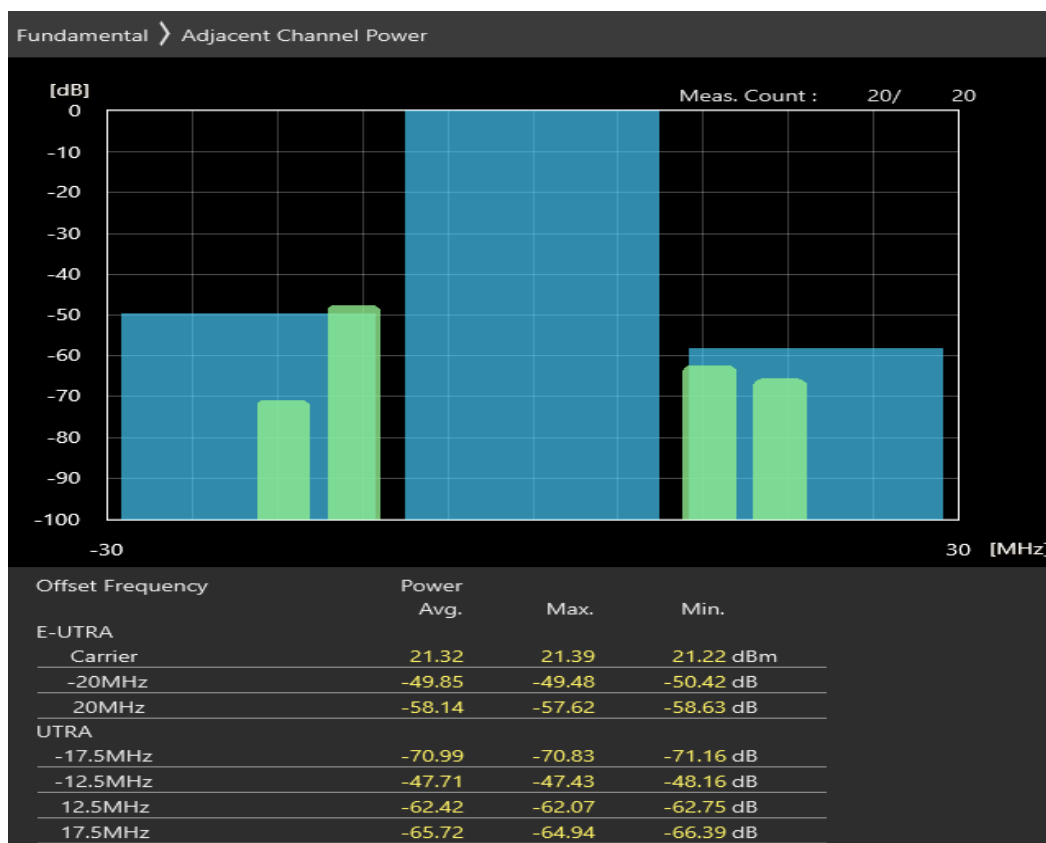 Fundamental 〉 Adjacent Channel Power
[dB]
Meas. Count : 20/ 20
0
-10
-20
-30
-40
-50
-60
-70
-80
-90
-100
-30 30 [MHz]
Offset Frequency Power
Avg. Max. Min.
E-UTRA
Carrier 21.32 21.39 21.22 dBm
-20MHz -49.85 -49.48 -50.42 dB
20MHz -58.14 -57.62 -58.63 dB
UTRA
-17.5MHz -70.99 -70.83 -71.16 dB
-12.5MHz -47.71 -47.43 -48.16 dB
12.5MHz -62.42 -62.07 -62.75 dB
17.5MHz -65.72 -64.94 -66.39 dB